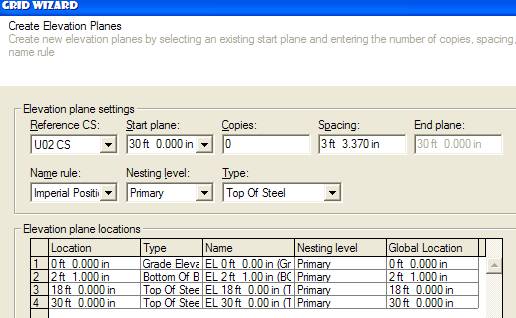 GRID WIZARD
Create Elevation Planes
Create new elevation planes by selecting an existing start plane and entering the number of copies, spacing,
name rule
Elevation plane settings
Reference CS: Start plane: Copies: Spacing: End plane:
U02 CS 30 ft 0.000 in 0 3 ft 3.370 in 30 ft 0.000 in
Name rule: Nesting level: Type:
Imperial Positi Primary Top Of Steel
Elevation plane locations
Location Type Name Nesting level Global Location
1 0 ft 0.000 in Grade Eleva EL 0 ft 0.00 in (Gr Primary 0 ft 0.000 in
2 2 ft 1.000 in Bottom Of B EL 2 ft 1.00 in (BC Primary 2 ft 1.000 in
3 18 ft 0.000 in Top Of Stee EL 18 ft 0.00 in (T Primary 18 ft 0.000 in
4 30 ft 0.000 in Top Of Stee EL 30 ft 0.00 in (T Primary 30 ft 0.000 in